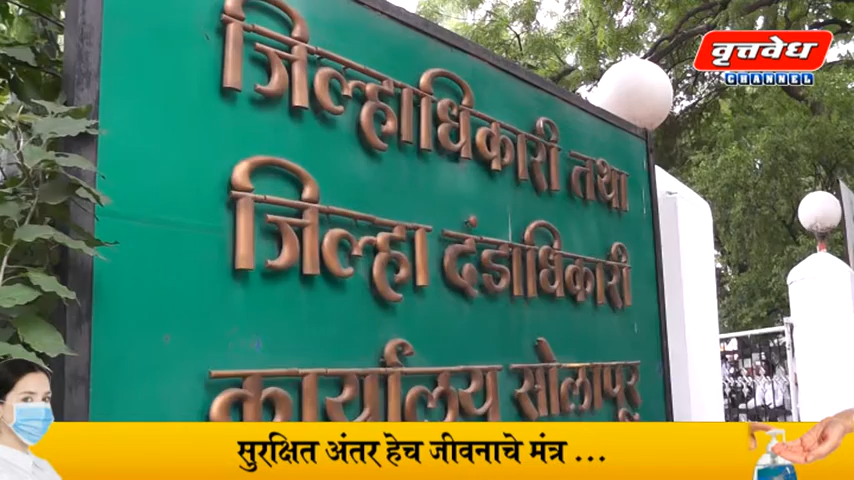 वृत्तवेध
CHANNEL
जिल्हाधिकारी तथा
जिल्हा दंडाधिकारी
कार्यालय सोलापूर
सुरक्षित अंतर हेच जीवनाचे मंत्र ...